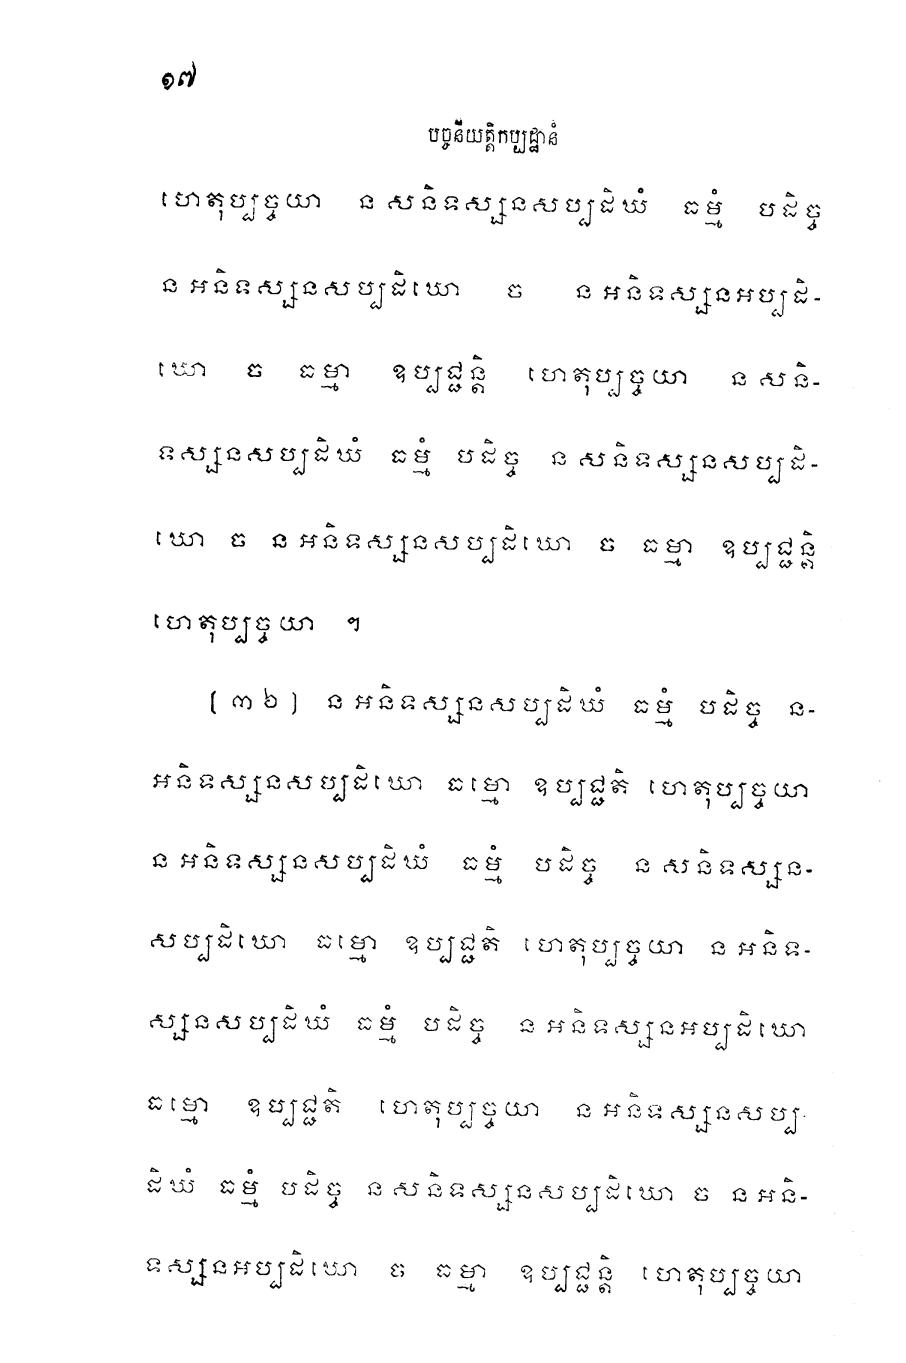 ១៧
បច្ចនីយត្តិកប្បដ្ឋានំ
ហេតុប្បច្ចយា ន សនិទស្សនសប្បដិឃំ ធម្មំ បដិច្ច
ន អនិទស្សនសប្បដិឃោ ច ន អនិទស្សនអប្បដិ-
ឃោ ច ធម្មា ឧប្បជ្ជន្តិ ហេតុប្បច្ចយា ន សនិ-
ទស្សនសប្បដិឃំ ធម្មំ បដិច្ច ន សនិទស្សនសប្បដិ-
ឃោ ច ន អនិទស្សនសប្បដិឃោ ច ធម្មា ឧប្បជ្ជន្តិ
ហេតុប្បច្ចយា ។
(៣៦) ន អនិទស្សនសប្បដិឃំ ធម្មំ បដិច្ច ន-
អនិទស្សនសប្បដិឃោ ធម្មោ ឧប្បជ្ជតិ ហេតុប្បច្ចយា
ន អនិទស្សនសប្បដិឃំ ធម្មំ បដិច្ច ន សនិទស្សន-
សប្បដិឃោ ធម្មោ ឧប្បជ្ជតិ ហេតុប្បច្ចយា ន អនិទ-
ស្សនសប្បដិឃំ ធម្មំ បដិច្ច ន អនិទស្សនអប្បដិឃោ
ធម្មោ ឧប្បជ្ជតិ ហេតុប្បច្ចយា ន អនិទស្សនសប្ប-
ដិឃំ ធម្មំ បដិច្ច ន សនិទស្សនសប្បដិឃោ ច ន អនិ-
ទស្សនអប្បដិឃោ ច ធម្មា ឧប្បជ្ជន្តិ ហេតុប្បច្ចយា